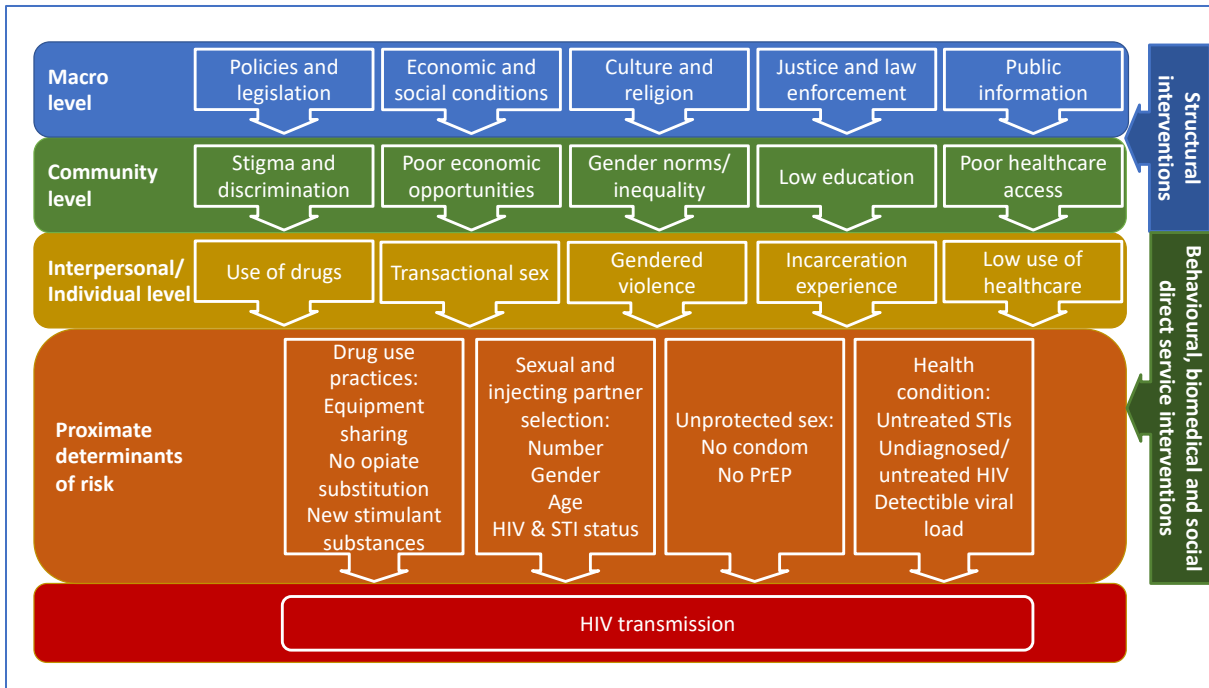 Macro
level
Policies and
legislation
Economic and
social conditions
Culture and
religion
Justice and law
enforcement
Public
information
Community
level
Stigma and
discrimination
Poor economic
opportunities
Gender norms/
inequality
Low education
Poor healthcare
access
Interpersonal/
Individual level
Use of drugs
Transactional sex
Gendered
violence
Incarceration
experience
Low use of
healthcare
Proximate
determinants
of risk
Drug use
practices:
Equipment
sharing
No opiate
substitution
New stimulant
substances
Sexual and
injecting partner
selection:
Number
Gender
Age
HIV & STI status
Unprotected sex:
No condom
No PrEP
Health
condition:
Untreated STIs
Undiagnosed/
untreated HIV
Detectible viral
load
HIV transmission
Structural
interventions
Behavioural, biomedical and social
direct service interventions